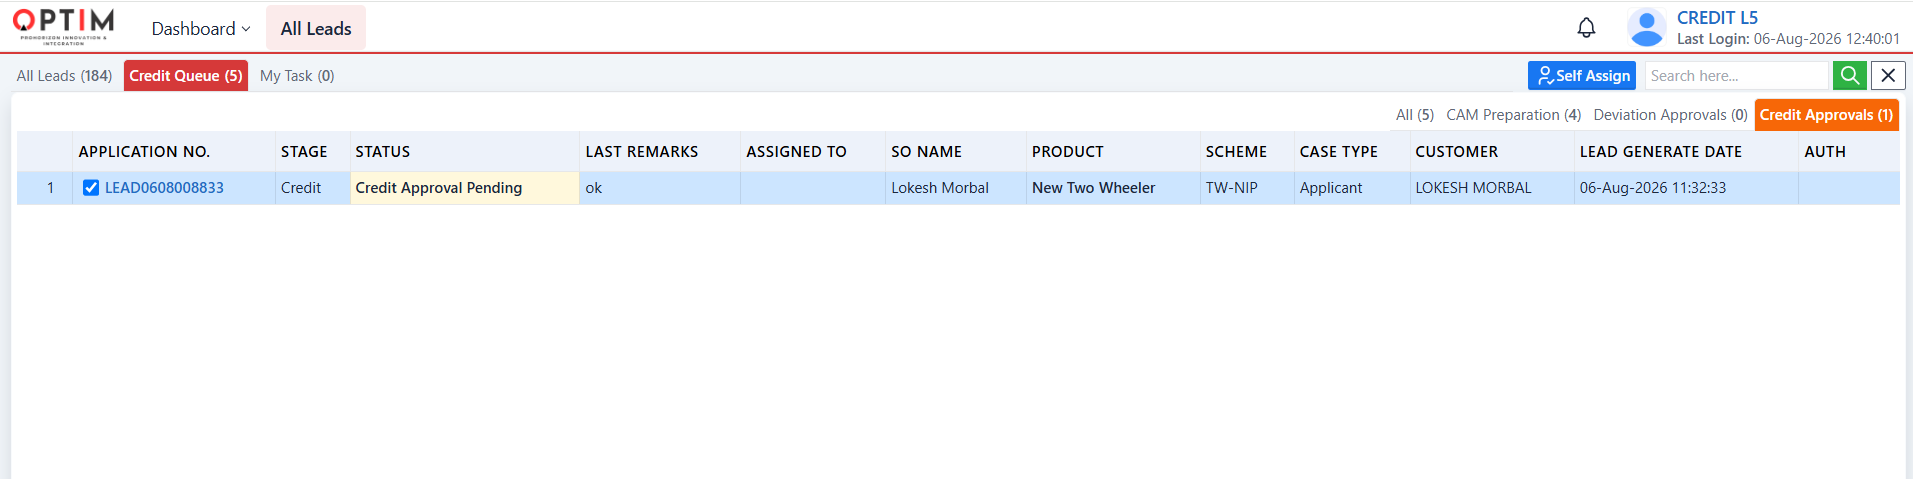 OPTIM
PROHORIZON INNOVATION & INTEGRATION
Dashboard
All Leads
CREDIT L5
Last Login: 06-Aug-2026 12:40:01
All Leads (184) Credit Queue (5) My Task (0) Self Assign Search here...
All (5) CAM Preparation (4) Deviation Approvals (0) Credit Approvals (1)
APPLICATION NO. STAGE STATUS LAST REMARKS ASSIGNED TO SO NAME PRODUCT SCHEME CASE TYPE CUSTOMER LEAD GENERATE DATE AUTH
1 LEAD0608008833 Credit Credit Approval Pending ok Lokesh Morbal New Two Wheeler TW-NIP Applicant LOKESH MORBAL 06-Aug-2026 11:32:33